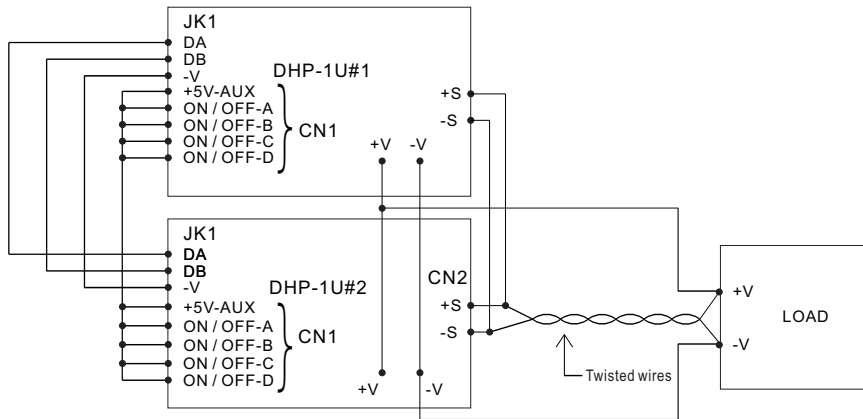 JK1
DA
DB
-V
+5V-AUX
ON / OFF-A
ON / OFF-B
ON / OFF-C
ON / OFF-D
DHP-1U#1
CN1
+S
-S
+V -V
JK1
DA
DB
-V
+5V-AUX
ON / OFF-A
ON / OFF-B
ON / OFF-C
ON / OFF-D
DHP-1U#2
CN1
CN2
+S
-S
+V -V
Twisted wires
+V
-V
LOAD